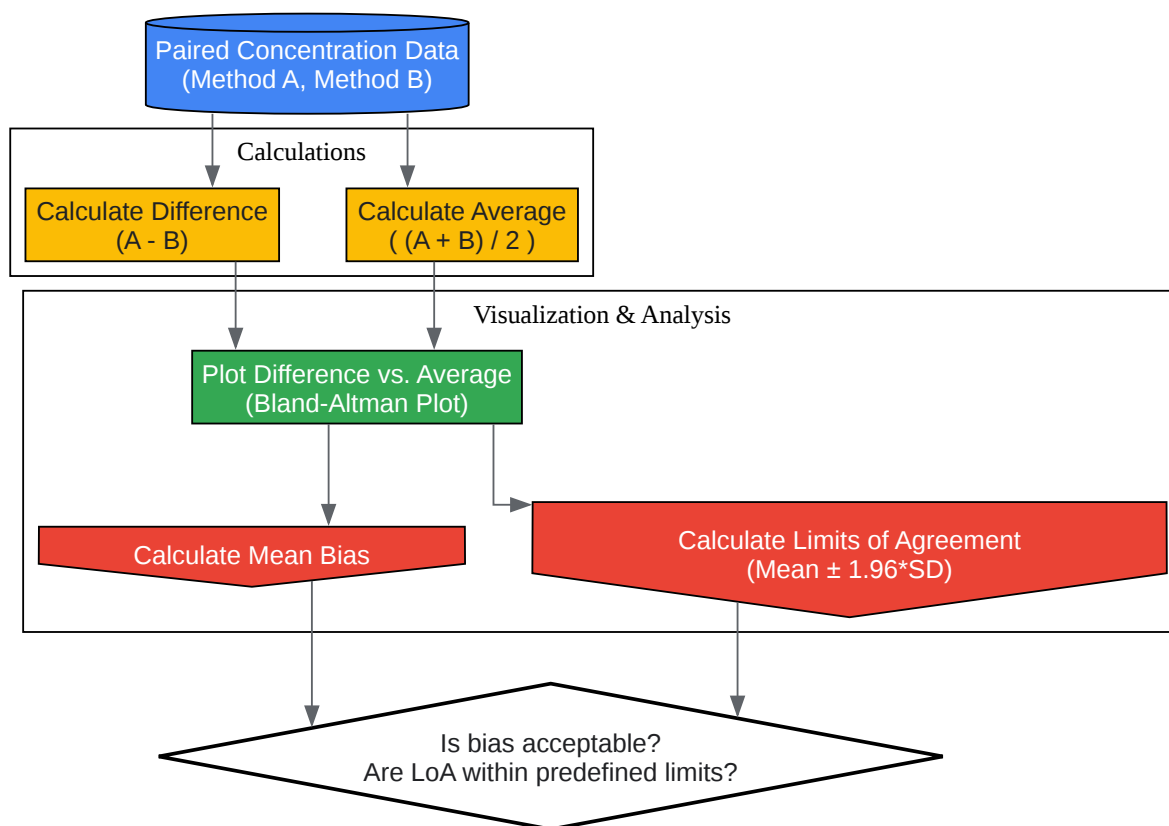 Paired Concentration Data
(Method A, Method B)
Calculations
Calculate Difference
(A - B)
Calculate Average
( (A + B) / 2 )
Visualization & Analysis
Plot Difference vs. Average
(Bland-Altman Plot)
Calculate Mean Bias
Calculate Limits of Agreement
(Mean ± 1.96*SD)
Is bias acceptable?
Are LoA within predefined limits?